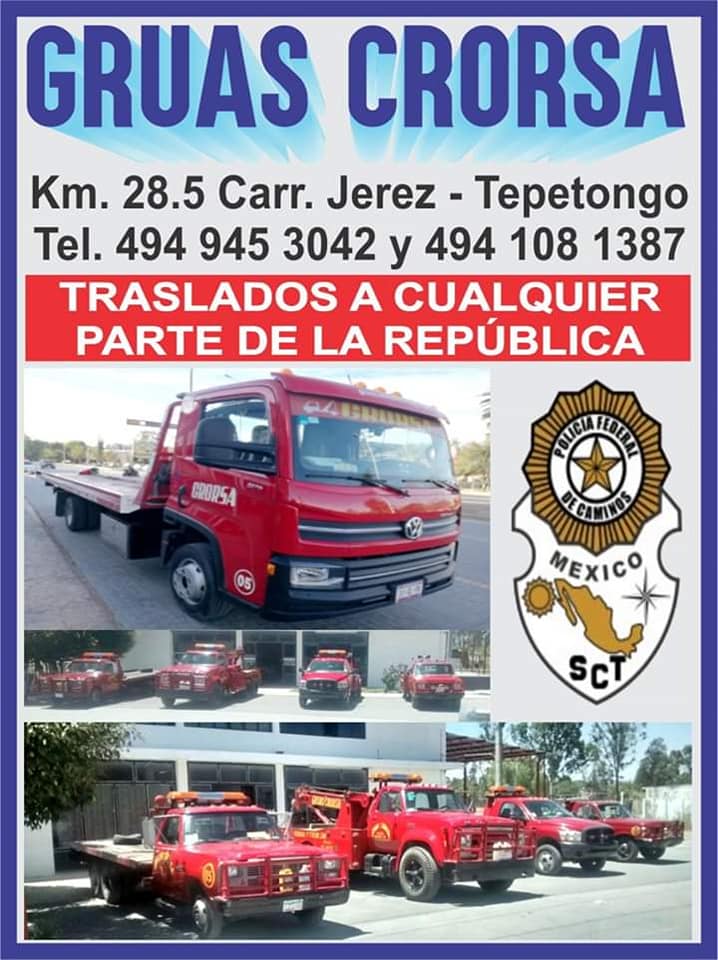 GRUAS CRORSA
Km. 28.5 Carr. Jerez - Tepetongo
Tel. 494 945 3042 y 494 108 1387
TRASLADOS A CUALQUIER
PARTE DE LA REPÚBLICA
CRORSA
CRORSA
05
POLICIA FEDERAL
DE CAMINOS
MEXICO
SCT